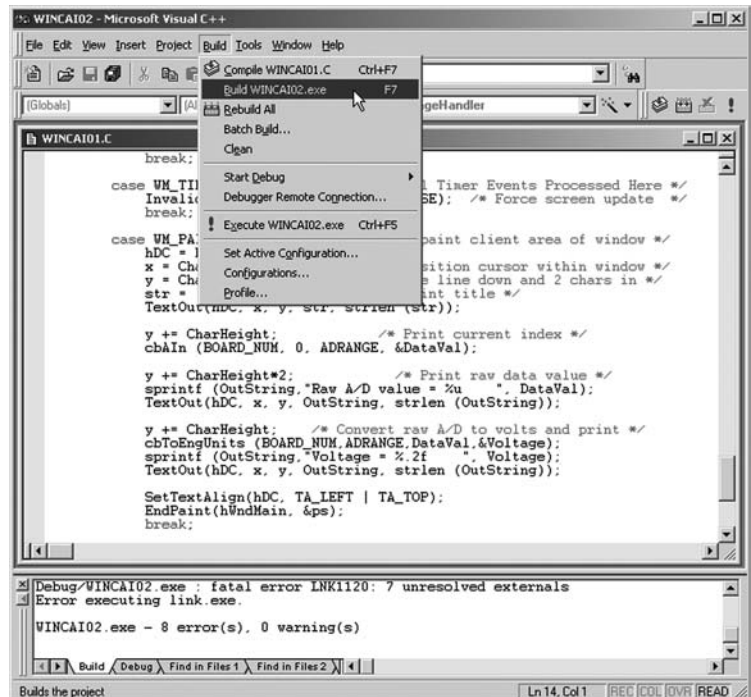 WINCAI02 - Microsoft Visual C++
File Edit View Insert Project Build Tools Window Help
Compile WINCAI01.C Ctrl+F7
Build WINCAI02.exe F7
Rebuild All
Batch Build...
Clean
Start Debug
Debugger Remote Connection...
Execute WINCAI02.exe Ctrl+F5
Set Active Configuration...
Configurations...
Profile...
(Globals)
geHandler
WINCAI01.C
break;
case WM_TI l Timer Events Processed Here */
Invalid SE); /* Force screen update */
break;
case WM_PA paint client area of window */
hDC =
x = Ch sition cursor within window */
y = Ch e line down and 2 chars in */
str = nt title */
TextOut(hDC, x, y, str, strlen (str));
y += CharHeight; /* Print current index */
cbAIn (BOARD_NUM, 0, ADRANGE, &DataVal);
y += CharHeight*2; /* Print raw data value */
sprintf (OutString,"Raw A/D value = %u ", DataVal);
TextOut(hDC, x, y, OutString, strlen (OutString));
y += CharHeight; /* Convert raw A/D to volts and print */
cbToEngUnits (BOARD_NUM,ADRANGE,DataVal,&Voltage);
sprintf (OutString,"Voltage = %.2f ", Voltage);
TextOut(hDC, x, y, OutString, strlen (OutString));
SetTextAlign(hDC, TA_LEFT | TA_TOP);
EndPaint(hWndMain, &ps);
break;
Debug/WINCAI02.exe : fatal error LNK1120: 7 unresolved externals
Error executing link.exe.
WINCAI02.exe - 8 error(s), 0 warning(s)
Build Debug Find in Files 1 Find in Files 2
Builds the project Ln 14, Col 1 REC COL OVR READ